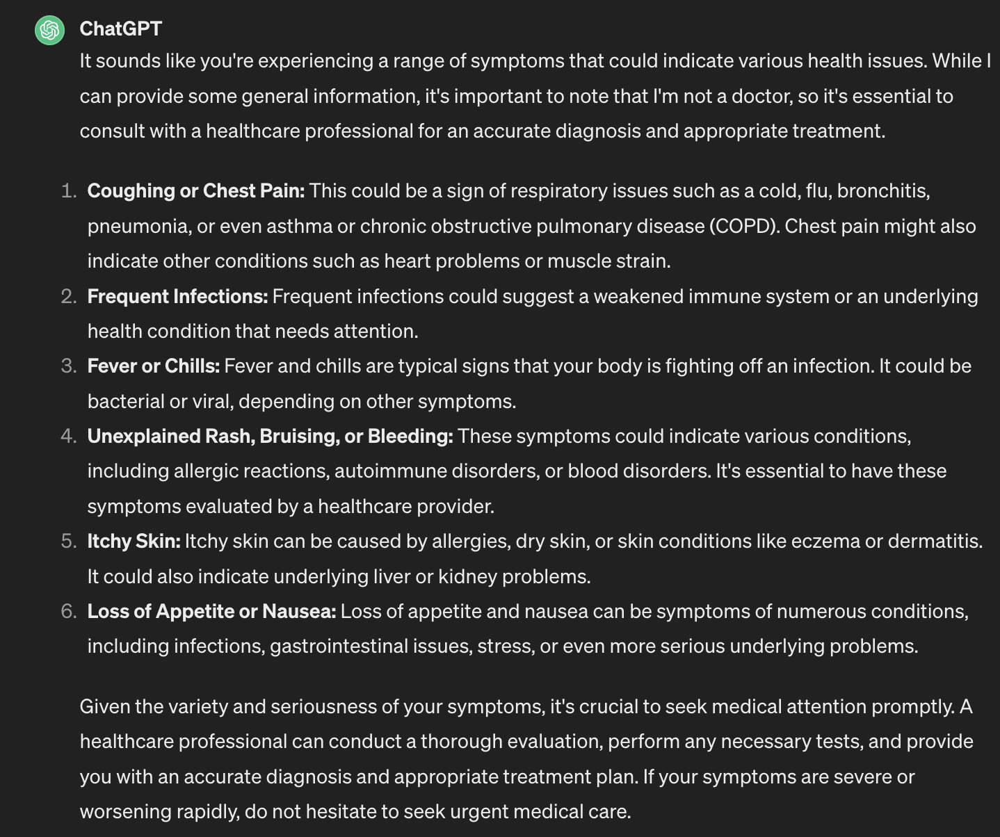 ChatGPT
It sounds like you're experiencing a range of symptoms that could indicate various health issues. While I
can provide some general information, it's important to note that I'm not a doctor, so it's essential to
consult with a healthcare professional for an accurate diagnosis and appropriate treatment.
1. Coughing or Chest Pain: This could be a sign of respiratory issues such as a cold, flu, bronchitis,
pneumonia, or even asthma or chronic obstructive pulmonary disease (COPD). Chest pain might also
indicate other conditions such as heart problems or muscle strain.
2. Frequent Infections: Frequent infections could suggest a weakened immune system or an underlying
health condition that needs attention.
3. Fever or Chills: Fever and chills are typical signs that your body is fighting off an infection. It could be
bacterial or viral, depending on other symptoms.
4. Unexplained Rash, Bruising, or Bleeding: These symptoms could indicate various conditions,
including allergic reactions, autoimmune disorders, or blood disorders. It's essential to have these
symptoms evaluated by a healthcare provider.
5. Itchy Skin: Itchy skin can be caused by allergies, dry skin, or skin conditions like eczema or dermatitis.
It could also indicate underlying liver or kidney problems.
6. Loss of Appetite or Nausea: Loss of appetite and nausea can be symptoms of numerous conditions,
including infections, gastrointestinal issues, stress, or even more serious underlying problems.
Given the variety and seriousness of your symptoms, it's crucial to seek medical attention promptly. A
healthcare professional can conduct a thorough evaluation, perform any necessary tests, and provide
you with an accurate diagnosis and appropriate treatment plan. If your symptoms are severe or
worsening rapidly, do not hesitate to seek urgent medical care.